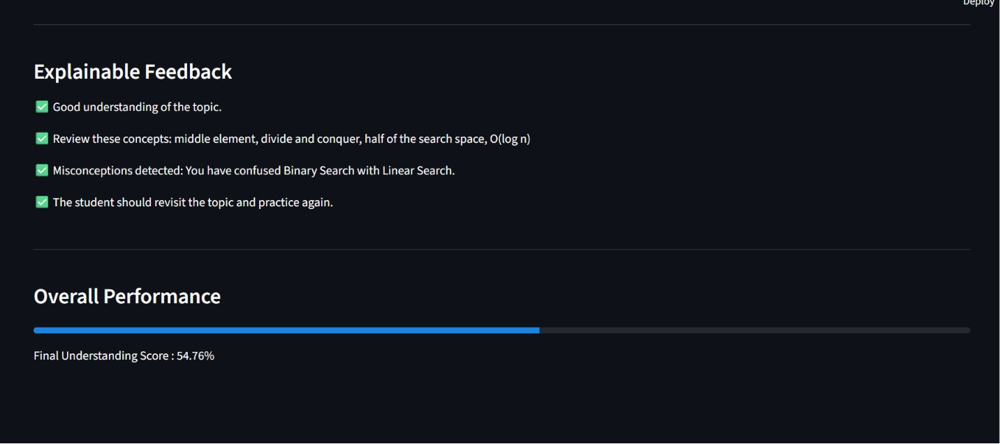 Deploy
Explainable Feedback
✅ Good understanding of the topic.
✅ Review these concepts: middle element, divide and conquer, half of the search space, O(log n)
✅ Misconceptions detected: You have confused Binary Search with Linear Search.
✅ The student should revisit the topic and practice again.
Overall Performance
Final Understanding Score : 54.76%